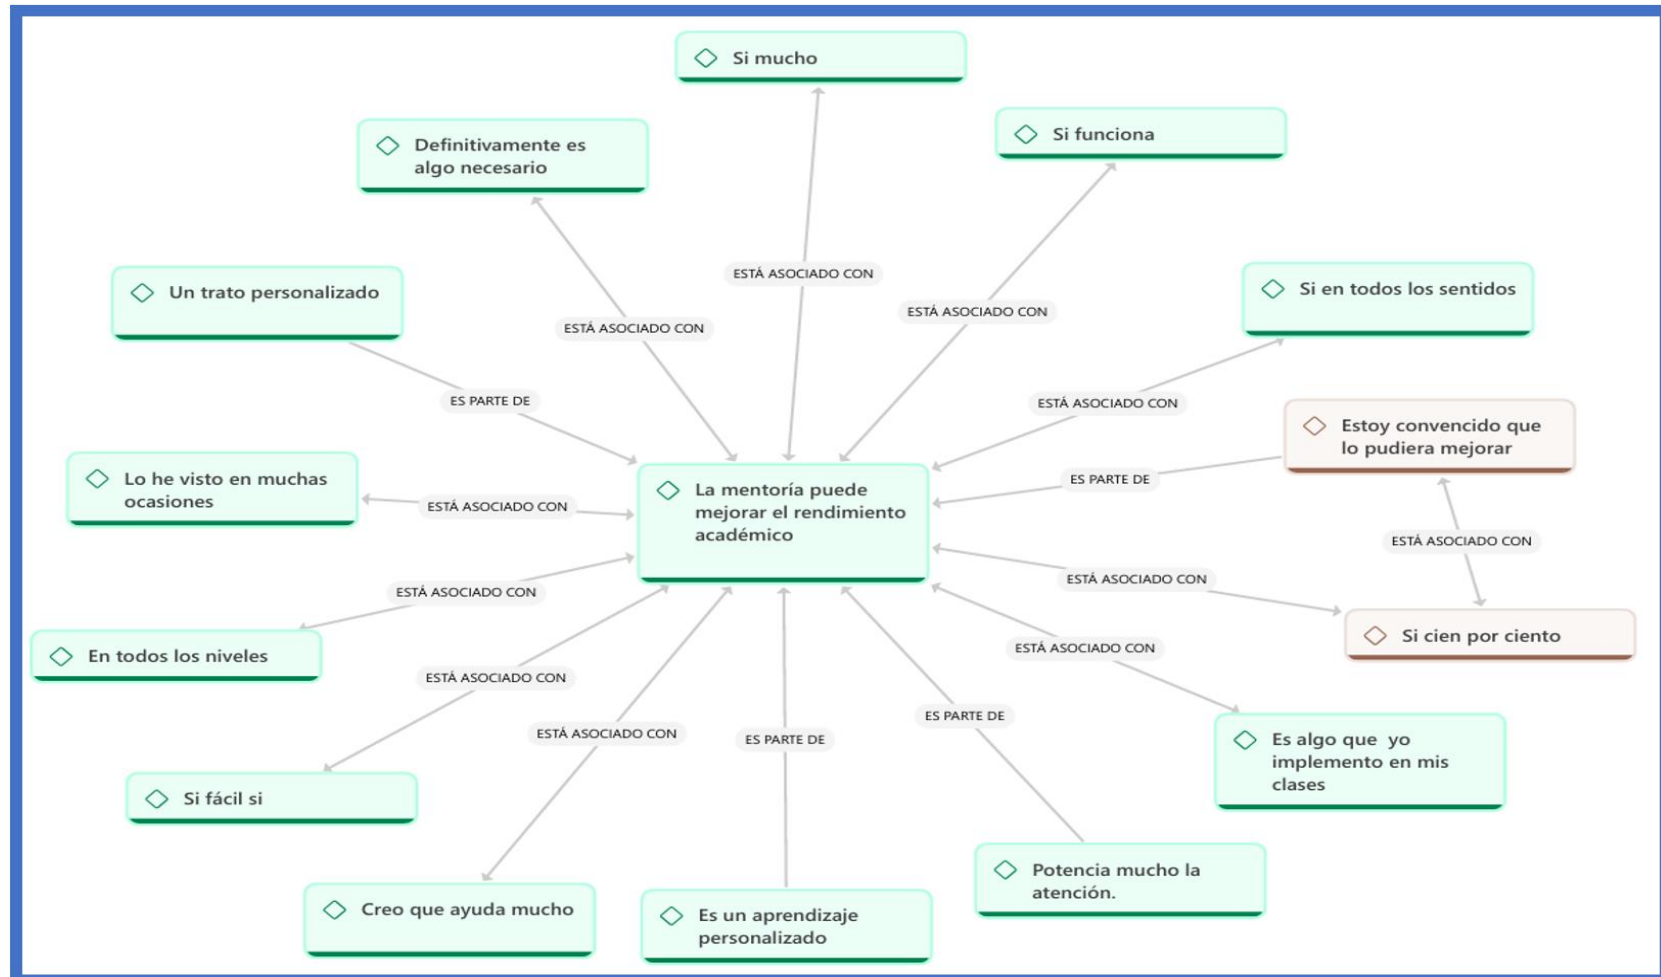 Si mucho
Si funciona
Definitivamente es
algo necesario
ESTÁ ASOCIADO CON
Un trato personalizado
Si en todos los sentidos
ESTÁ ASOCIADO CON
ESTÁ ASOCIADO CON
ES PARTE DE
ESTÁ ASOCIADO CON
Estoy convencido que
lo pudiera mejorar
Lo he visto en muchas
ocasiones
ESTÁ ASOCIADO CON
La mentoría puede
mejorar el rendimiento
académico
ES PARTE DE
ESTÁ ASOCIADO CON
ESTÁ ASOCIADO CON
ESTÁ ASOCIADO CON
En todos los niveles
Si cien por ciento
ESTÁ ASOCIADO CON
ESTÁ ASOCIADO CON
ESTÁ ASOCIADO CON
ES PARTE DE
ES PARTE DE
Es algo que  yo
implemento en mis
clases
Si fácil si
Potencia mucho la
atención.
Creo que ayuda mucho
Es un aprendizaje
personalizado